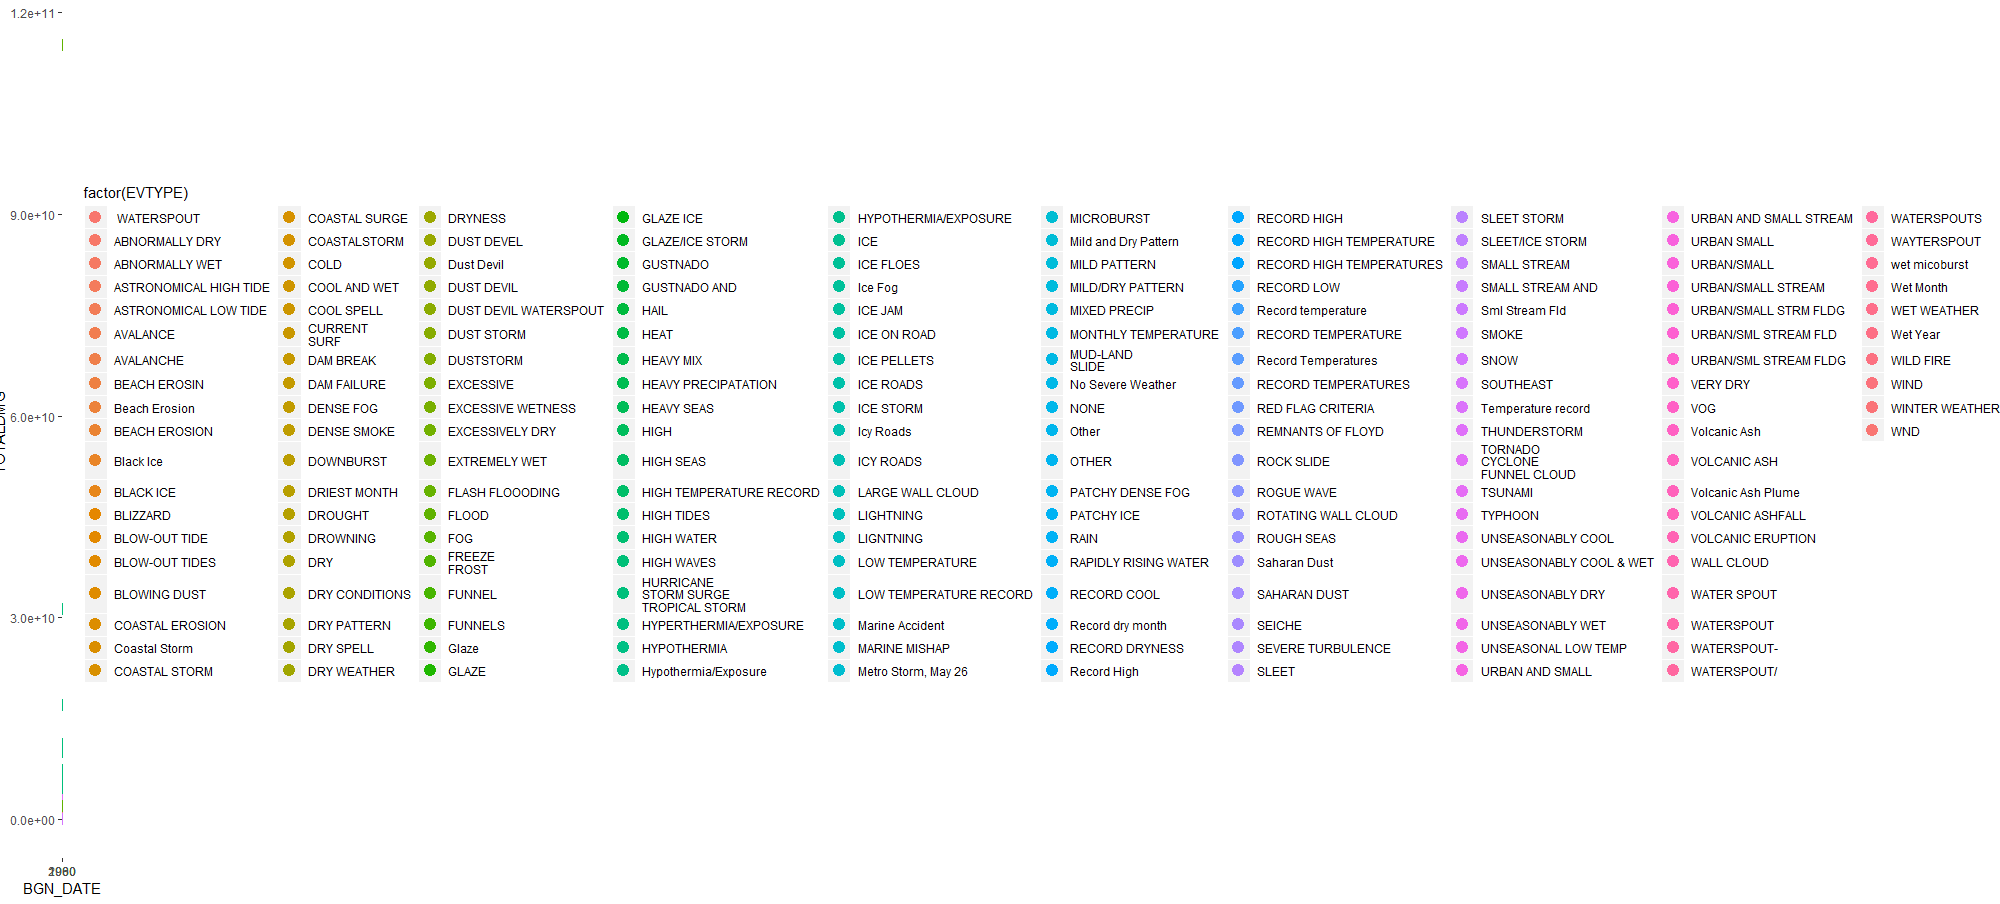 1.2e+11
9.0e+10
6.0e+10
3.0e+10
0.0e+00
BGN_DATE
factor(EVTYPE)
WATERSPOUT
ABNORMALLY DRY
ABNORMALLY WET
ASTRONOMICAL HIGH TIDE
ASTRONOMICAL LOW TIDE
AVALANCE
AVALANCHE
BEACH EROSIN
Beach Erosion
BEACH EROSION
Black Ice
BLACK ICE
BLIZZARD
BLOW-OUT TIDE
BLOW-OUT TIDES
BLOWING DUST
COASTAL EROSION
Coastal Storm
COASTAL STORM
COASTAL SURGE
COASTALSTORM
COLD
COOL AND WET
COOL SPELL
CURRENT
SURF
DAM BREAK
DAM FAILURE
DENSE FOG
DENSE SMOKE
DOWNBURST
DRIEST MONTH
DROUGHT
DROWNING
DRY
DRY CONDITIONS
DRY PATTERN
DRY SPELL
DRY WEATHER
DRYNESS
DUST DEVEL
Dust Devil
DUST DEVIL
DUST DEVIL WATERSPOUT
DUST STORM
DUSTSTORM
EXCESSIVE
EXCESSIVE WETNESS
EXCESSIVELY DRY
EXTREMELY WET
FLASH FLOOODING
FLOOD
FOG
FREEZE
FROST
FUNNEL
FUNNELS
Glaze
GLAZE
GLAZE ICE
GLAZE/ICE STORM
GUSTNADO
GUSTNADO AND
HAIL
HEAT
HEAVY MIX
HEAVY PRECIPATATION
HEAVY SEAS
HIGH
HIGH SEAS
HIGH TEMPERATURE RECORD
HIGH TIDES
HIGH WATER
HIGH WAVES
HURRICANE
STORM SURGE
TROPICAL STORM
HYPERTHERMIA/EXPOSURE
HYPOTHERMIA
Hypothermia/Exposure
HYPOTHERMIA/EXPOSURE
ICE
ICE FLOES
Ice Fog
ICE JAM
ICE ON ROAD
ICE PELLETS
ICE ROADS
ICE STORM
Icy Roads
ICY ROADS
LARGE WALL CLOUD
LIGHTNING
LIGNTNING
LOW TEMPERATURE
LOW TEMPERATURE RECORD
Marine Accident
MARINE MISHAP
Metro Storm, May 26
MICROBURST
Mild and Dry Pattern
MILD PATTERN
MILD/DRY PATTERN
MIXED PRECIP
MONTHLY TEMPERATURE
MUD-LAND
SLIDE
No Severe Weather
NONE
Other
OTHER
PATCHY DENSE FOG
PATCHY ICE
RAIN
RAPIDLY RISING WATER
RECORD COOL
Record dry month
RECORD DRYNESS
Record High
RECORD HIGH
RECORD HIGH TEMPERATURE
RECORD HIGH TEMPERATURES
RECORD LOW
Record temperature
RECORD TEMPERATURE
Record Temperatures
RECORD TEMPERATURES
RED FLAG CRITERIA
REMNANTS OF FLOYD
ROCK SLIDE
ROGUE WAVE
ROTATING WALL CLOUD
ROUGH SEAS
Saharan Dust
SAHARAN DUST
SEICHE
SEVERE TURBULENCE
SLEET
SLEET STORM
SLEET/ICE STORM
SMALL STREAM
SMALL STREAM AND
Sml Stream Fld
SMOKE
SNOW
SOUTHEAST
Temperature record
THUNDERSTORM
TORNADO
CYCLONE
FUNNEL CLOUD
TSUNAMI
TYPHOON
UNSEASONABLY COOL
UNSEASONABLY COOL & WET
UNSEASONABLY DRY
UNSEASONABLY WET
UNSEASONAL LOW TEMP
URBAN AND SMALL
URBAN AND SMALL STREAM
URBAN SMALL
URBAN/SMALL
URBAN/SMALL STREAM
URBAN/SMALL STRM FLDG
URBAN/SML STREAM FLD
URBAN/SML STREAM FLDG
VERY DRY
VOG
Volcanic Ash
VOLCANIC ASH
Volcanic Ash Plume
VOLCANIC ASHFALL
VOLCANIC ERUPTION
WALL CLOUD
WATER SPOUT
WATERSPOUT
WATERSPOUT-
WATERSPOUT/
WATERSPOUTS
WAYTERSPOUT
wet micoburst
Wet Month
WET WEATHER
Wet Year
WILD FIRE
WIND
WINTER WEATHER
WND